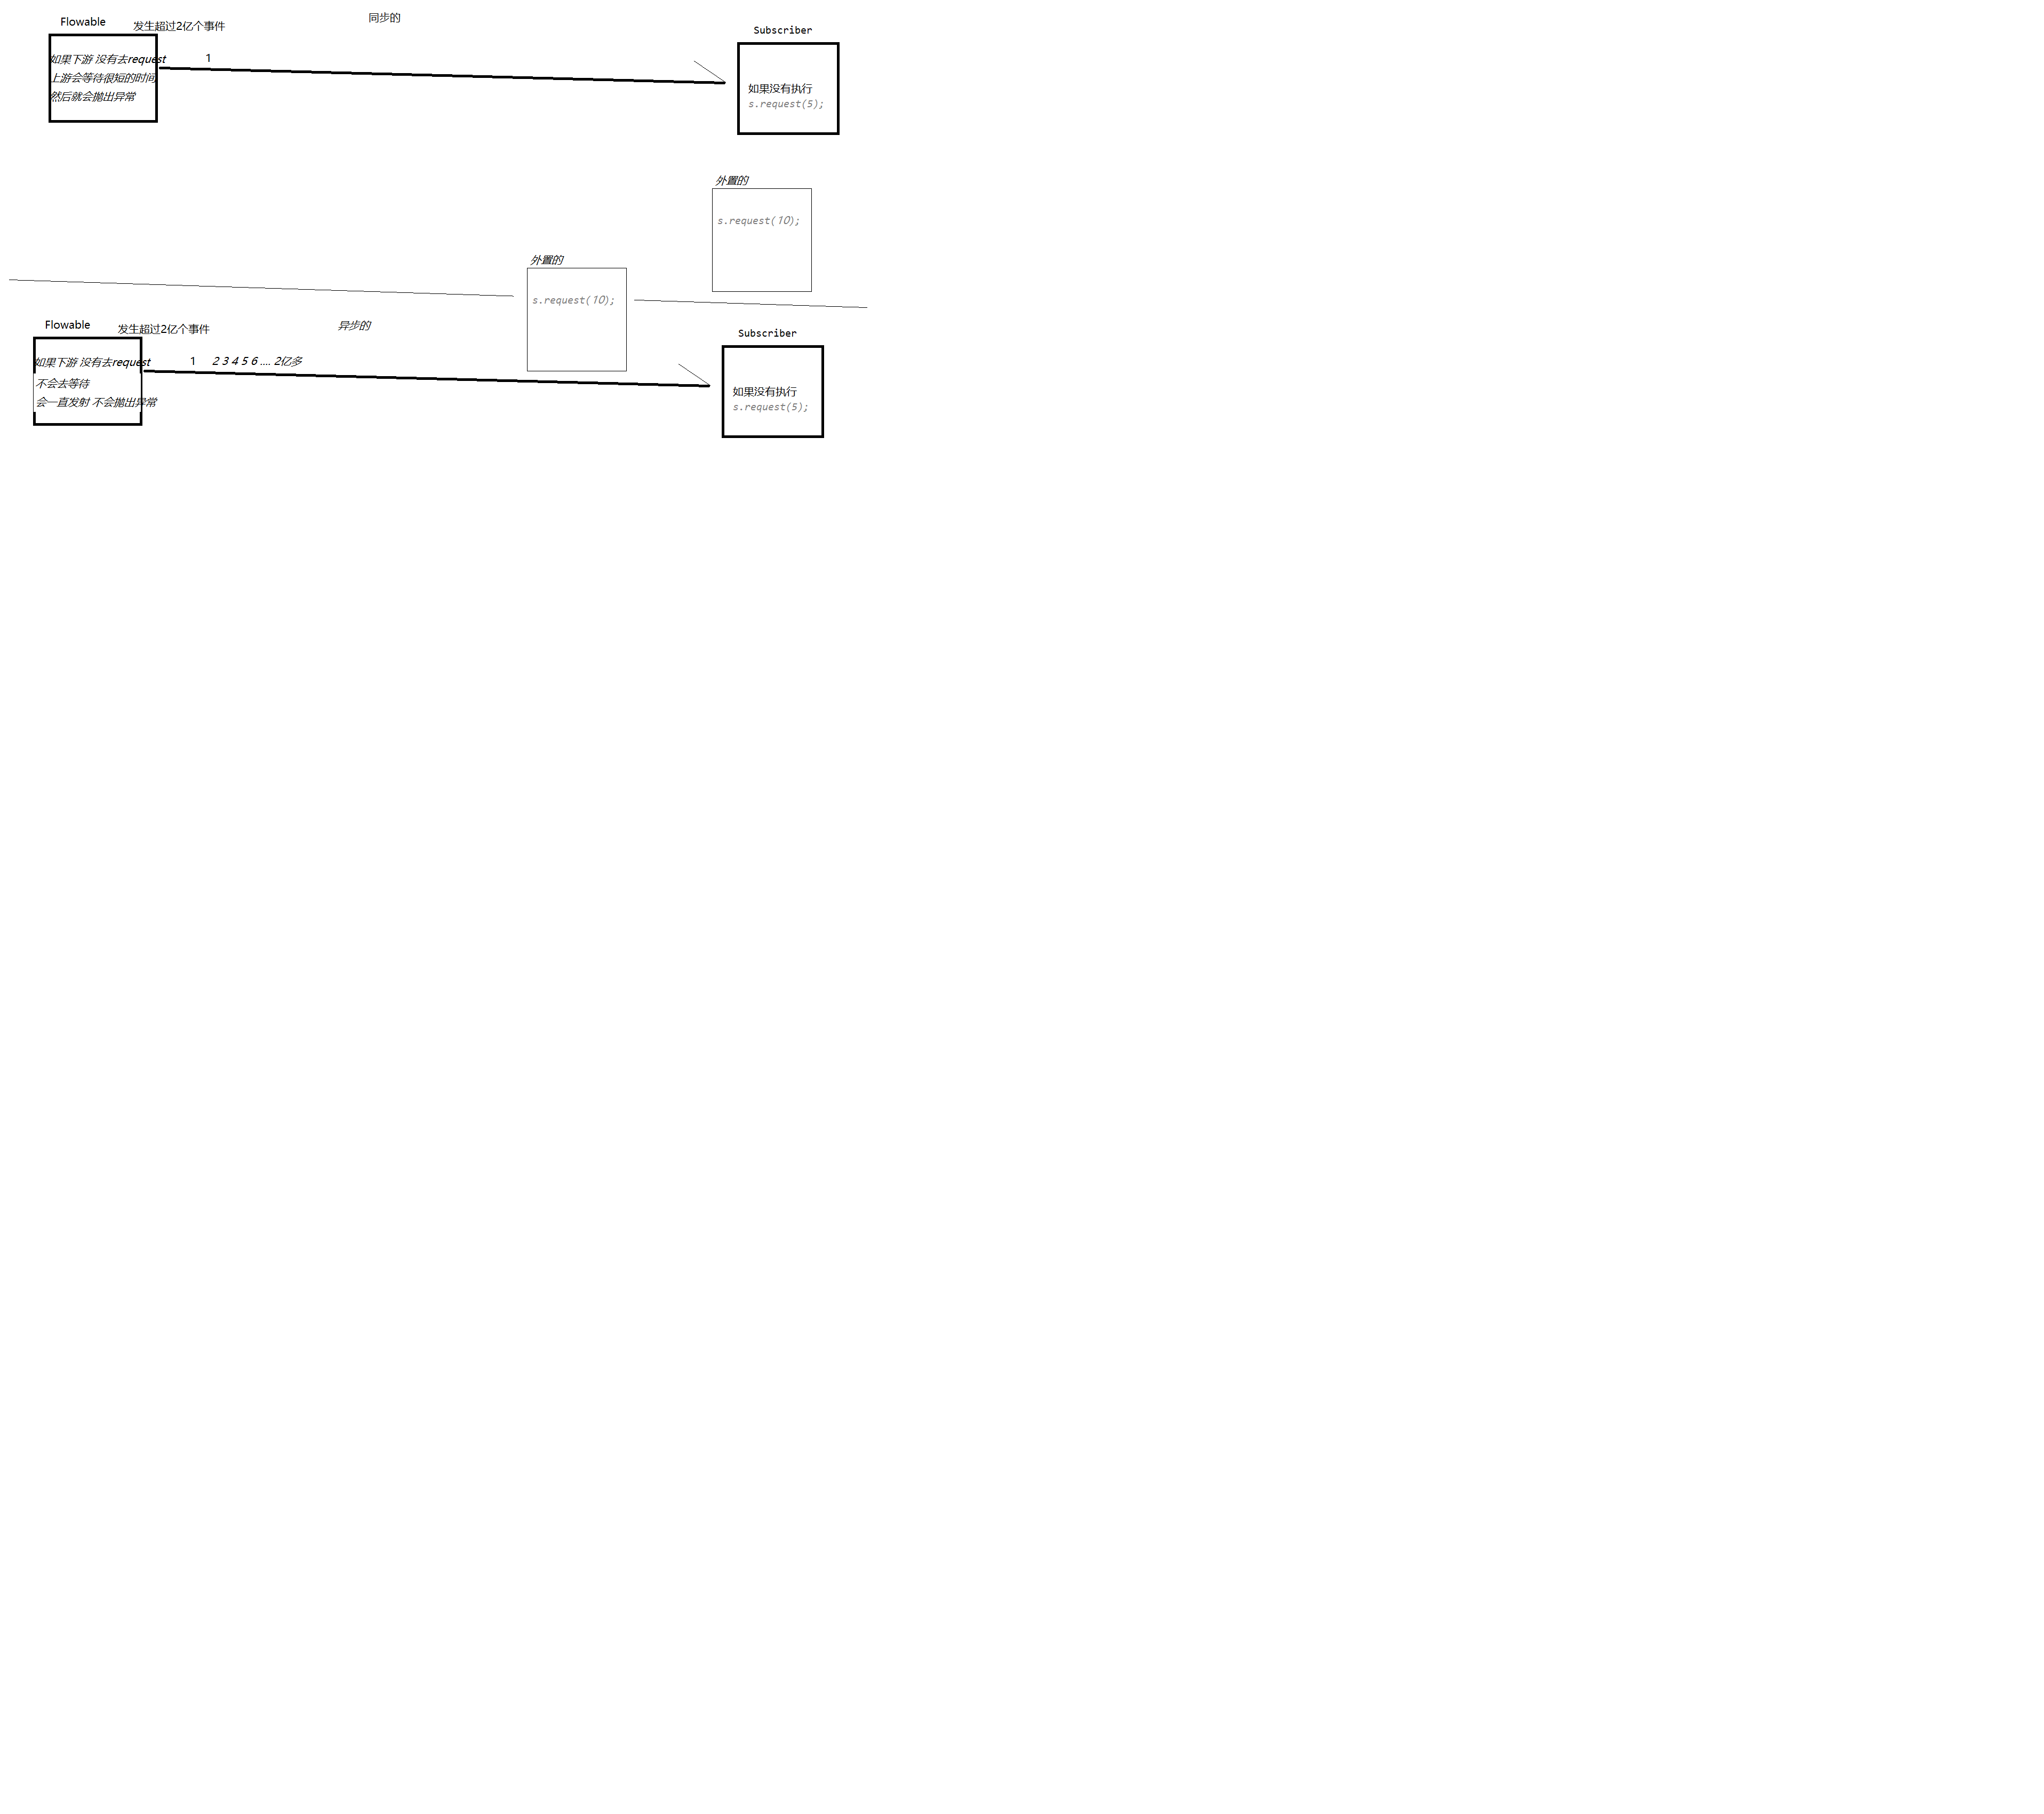 Flowable
发生超过2亿个事件
同步的
Subscriber
如果下游 没有去request
上游会等待很短的时间
然后就会抛出异常
1
如果没有执行
s.request(5);
外置的
s.request(10);
外置的
s.request(10);
Flowable
发生超过2亿个事件
异步的
Subscriber
如果下游 没有去request
不会去等待
会一直发射 不会抛出异常
1
2 3 4 5 6 .... 2亿多
如果没有执行
s.request(5);